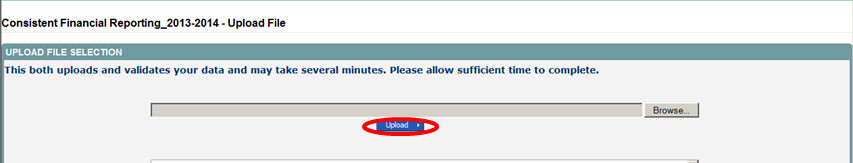 Consistent Financial Reporting_2013-2014 - Upload File
UPLOAD FILE SELECTION
This both uploads and validates your data and may take several minutes. Please allow sufficient time to complete.
Browse...
Upload